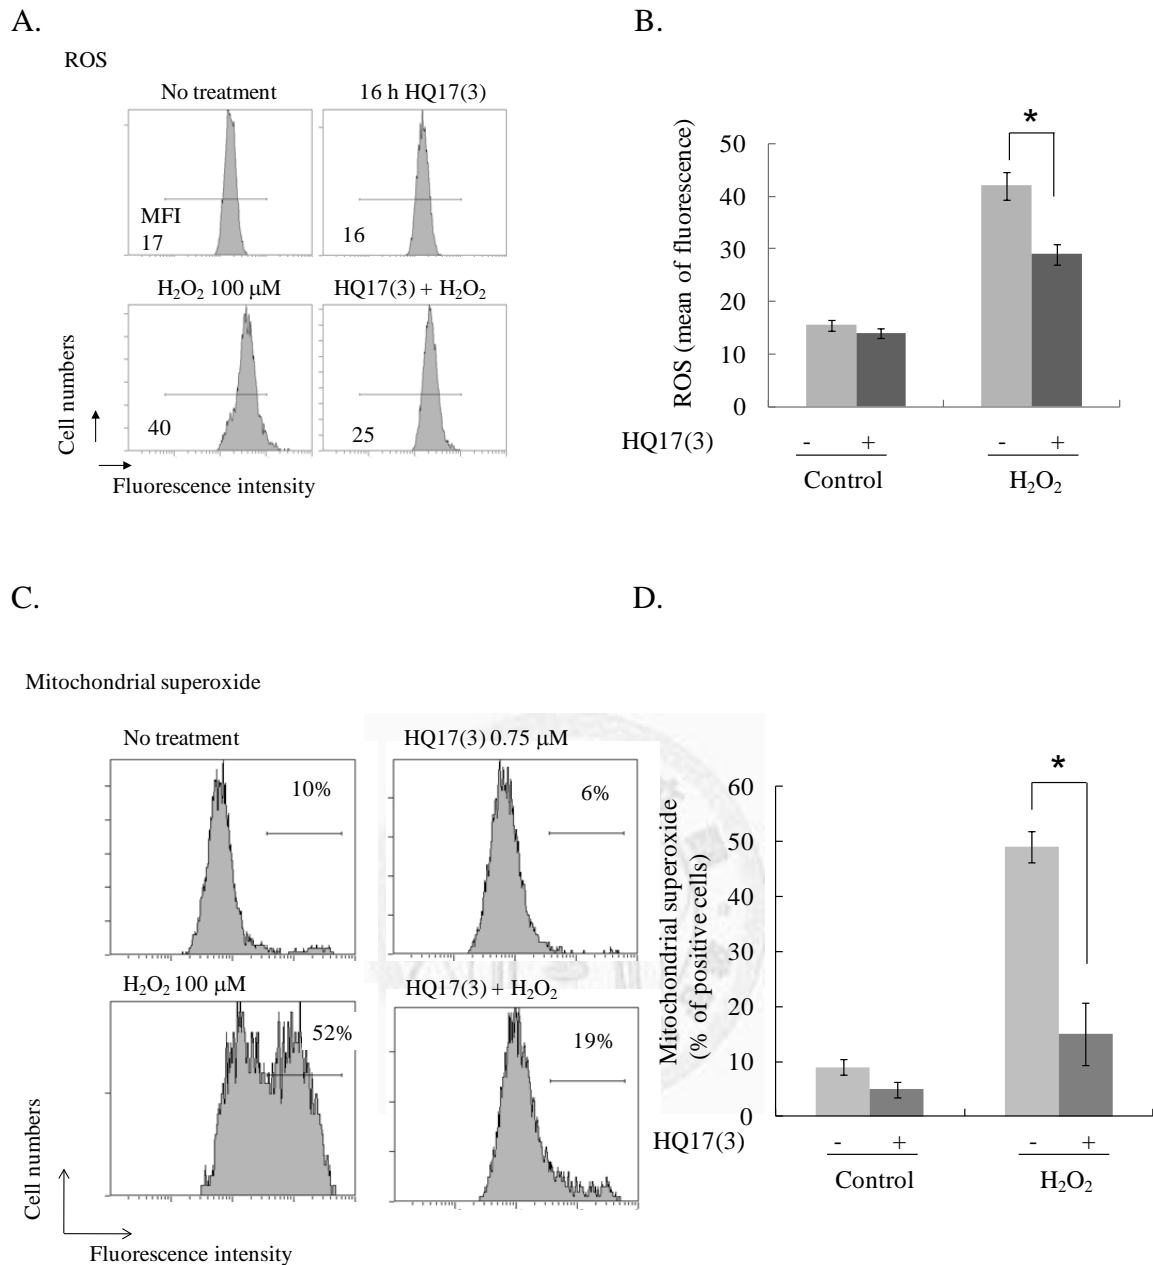 A.
ROS
No treatment
16 h HQ17(3)
MFI
17
16
H₂O₂ 100 μM
HQ17(3) + H₂O₂
40
25
Cell numbers
Fluorescence intensity
B.
ROS (mean of fluorescence)
50
40
30
20
10
0
*
HQ17(3)
- +
- +
Control
H₂O₂
C.
Mitochondrial superoxide
No treatment
HQ17(3) 0.75 μM
10%
6%
H₂O₂ 100 μM
HQ17(3) + H₂O₂
52%
19%
Cell numbers
Fluorescence intensity
D.
Mitochondrial superoxide
(% of positive cells)
60
50
40
30
20
10
0
*
HQ17(3)
- +
- +
Control
H₂O₂